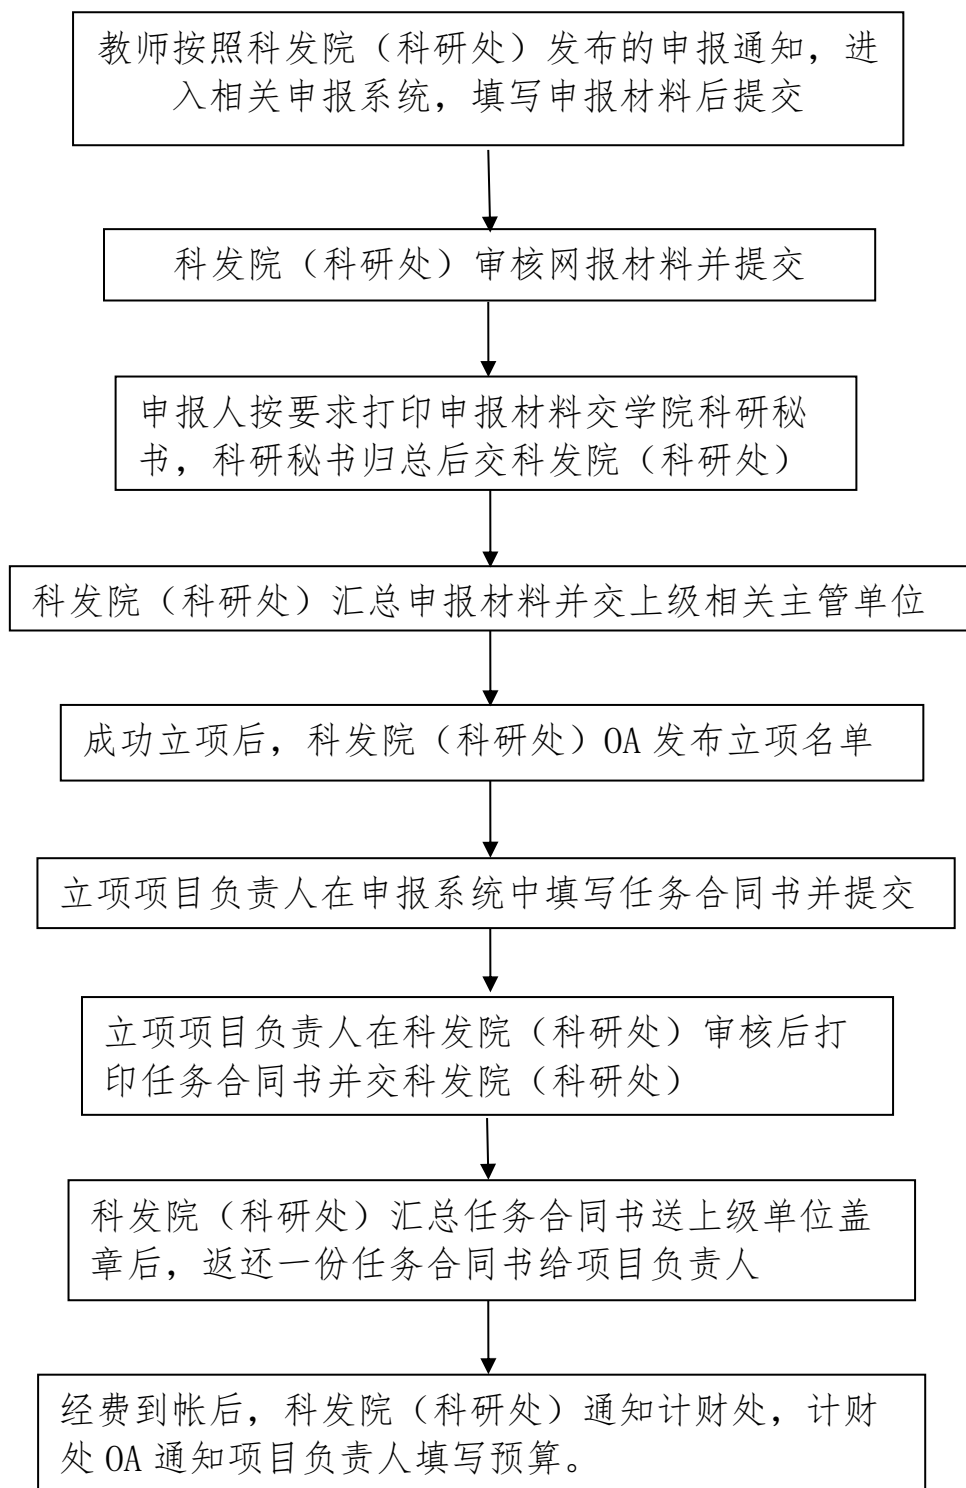 教师按照科发院（科研处）发布的申报通知，进
入相关申报系统，填写申报材料后提交
科发院（科研处）审核网报材料并提交
申报人按要求打印申报材料交学院科研秘
书，科研秘书归总后交科发院（科研处）
科发院（科研处）汇总申报材料并交上级相关主管单位
成功立项后，科发院（科研处）OA 发布立项名单
立项项目负责人在申报系统中填写任务合同书并提交
立项项目负责人在科发院（科研处）审核后打
印任务合同书并交科发院（科研处）
科发院（科研处）汇总任务合同书送上级单位盖
章后，返还一份任务合同书给项目负责人
经费到帐后，科发院（科研处）通知计财处，计财
处 OA 通知项目负责人填写预算。